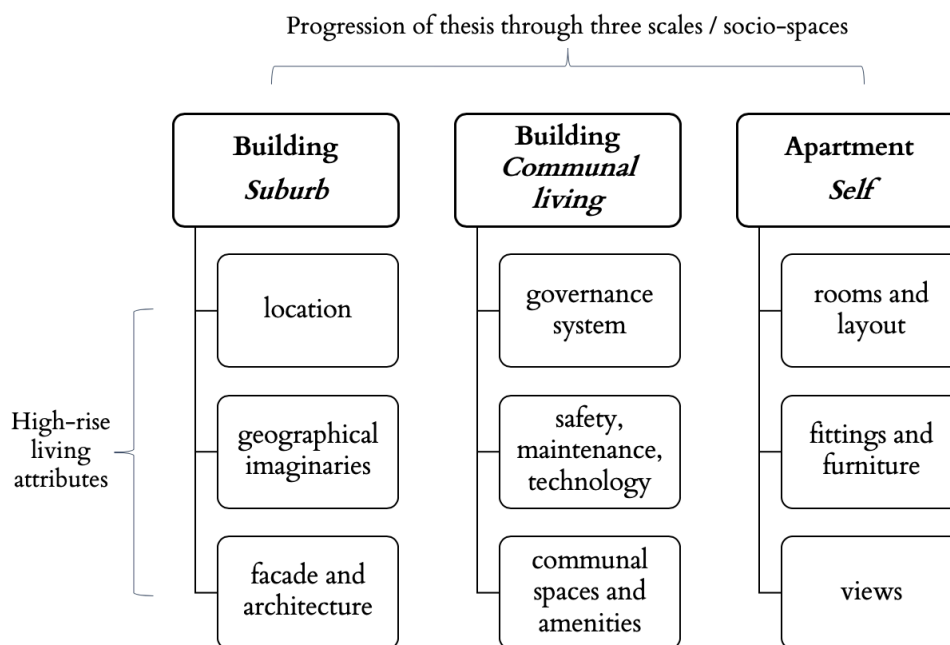 Progression of thesis through three scales / socio-spaces
Building
Suburb
Building
Communal
living
Apartment
Self
High-rise
living
attributes
location
geographical
imaginaries
facade and
architecture
governance
system
safety,
maintenance,
technology
communal
spaces and
amenities
rooms and
layout
fittings and
furniture
views